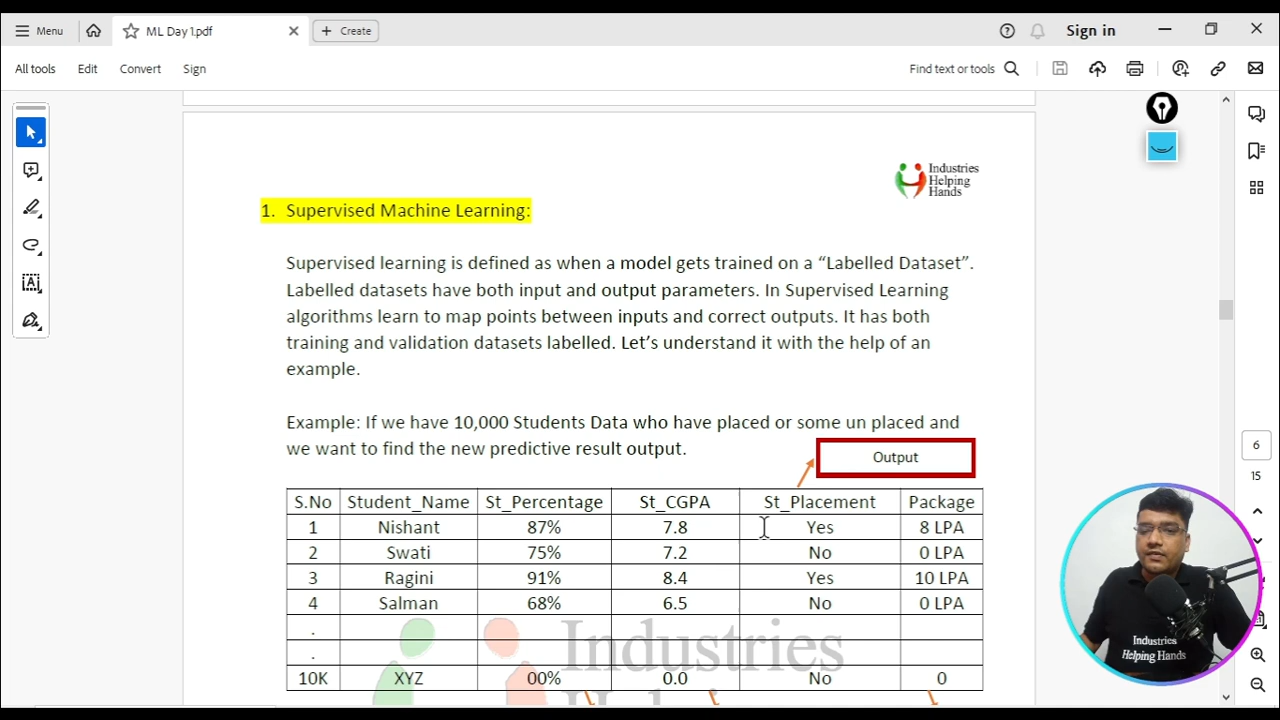 Menu
ML Day 1.pdf
Create
Sign in
All tools
Edit
Convert
Sign
Find text or tools
Industries
Helping
Hands
1. Supervised Machine Learning:
Supervised learning is defined as when a model gets trained on a “Labelled Dataset”.
Labelled datasets have both input and output parameters. In Supervised Learning
algorithms learn to map points between inputs and correct outputs. It has both
training and validation datasets labelled. Let’s understand it with the help of an
example.
Example: If we have 10,000 Students Data who have placed or some un placed and
we want to find the new predictive result output.
Output
S.No Student_Name St_Percentage St_CGPA St_Placement Package
1 Nishant 87% 7.8 Yes 8 LPA
2 Swati 75% 7.2 No 0 LPA
3 Ragini 91% 8.4 Yes 10 LPA
4 Salman 68% 6.5 No 0 LPA
.
.
10K XYZ 00% 0.0 No 0
Industries
6
15
Industries
Helping Hands